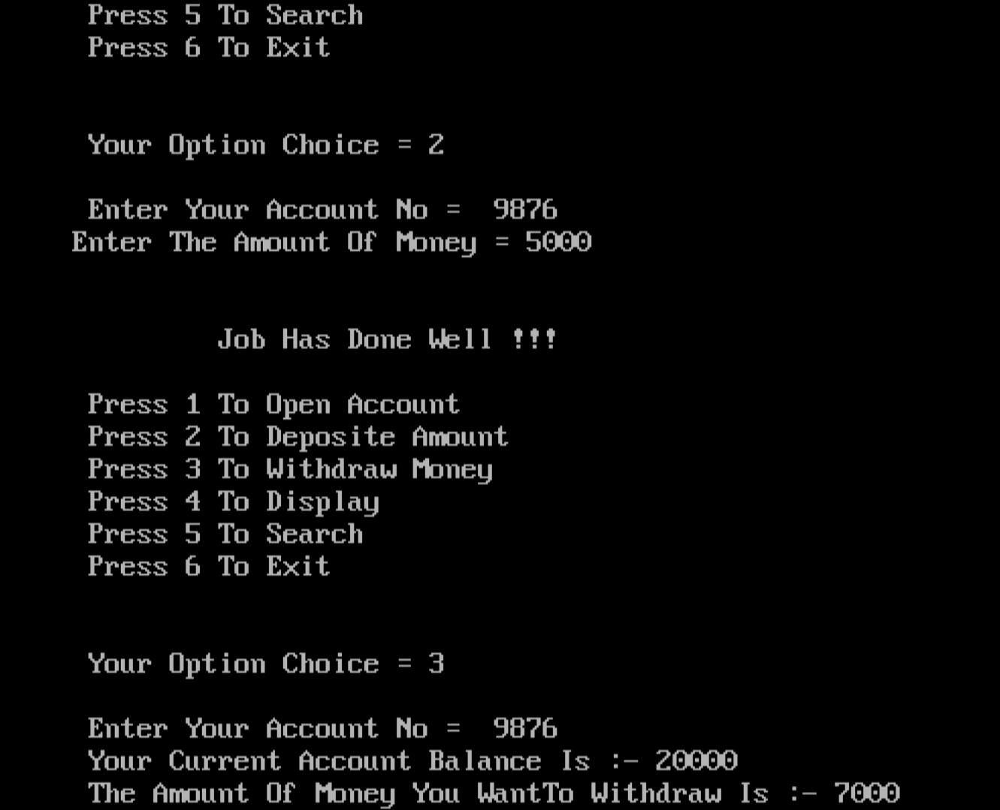 Press 5 To Search
Press 6 To Exit
Your Option Choice = 2
Enter Your Account No =  9876
Enter The Amount Of Money = 5000
Job Has Done Well !!!
Press 1 To Open Account
Press 2 To Deposite Amount
Press 3 To Withdraw Money
Press 4 To Display
Press 5 To Search
Press 6 To Exit
Your Option Choice = 3
Enter Your Account No =  9876
Your Current Account Balance Is :- 20000
The Amount Of Money You WantTo Withdraw Is :- 7000